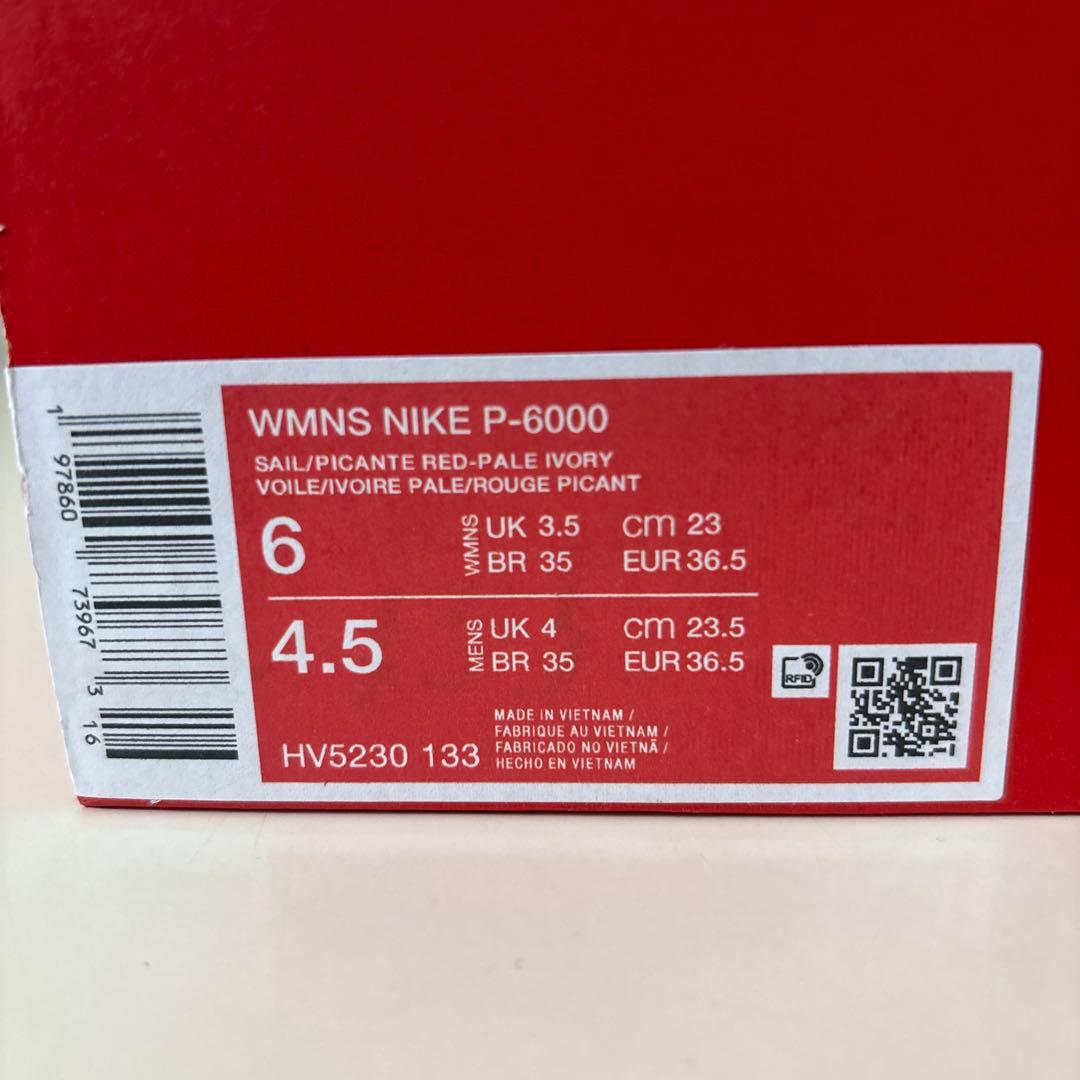 WMNS NIKE P-6000
SAIL/PICANTE RED-PALE IVORY
VOILE/IVOIRE PALE/ROUGE PICANT
6 WMNS UK 3.5 cm 23
BR 35 EUR 36.5
4.5 MENS UK 4 cm 23.5
BR 35 EUR 36.5
HV5230 133
MADE IN VIETNAM /
FABRIQUE AU VIETNAM /
FABRICADO NO VIETNÃ /
HECHO EN VIETNAM
RFID
1 97860 73967 3 16